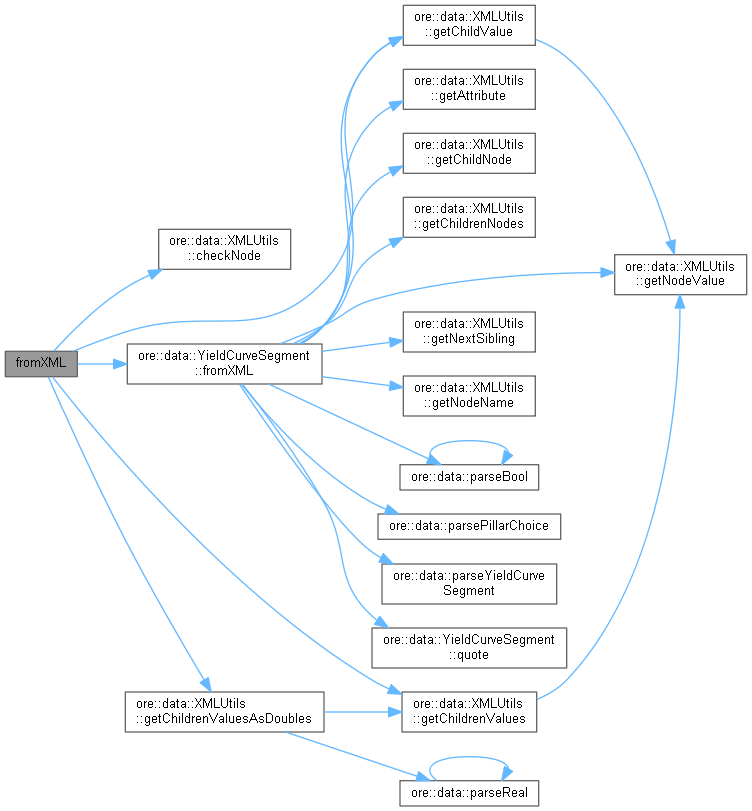 ore::data::XMLUtils
::getChildValue
ore::data::XMLUtils
::getAttribute
ore::data::XMLUtils
::getChildNode
ore::data::XMLUtils
::getChildrenNodes
ore::data::XMLUtils
::checkNode
ore::data::XMLUtils
::getNodeValue
ore::data::XMLUtils
::getNextSibling
fromXML
ore::data::YieldCurveSegment
::fromXML
ore::data::XMLUtils
::getNodeName
ore::data::parseBool
ore::data::parsePillarChoice
ore::data::parseYieldCurve
Segment
ore::data::YieldCurveSegment
::quote
ore::data::XMLUtils
::getChildrenValuesAsDoubles
ore::data::XMLUtils
::getChildrenValues
ore::data::parseReal